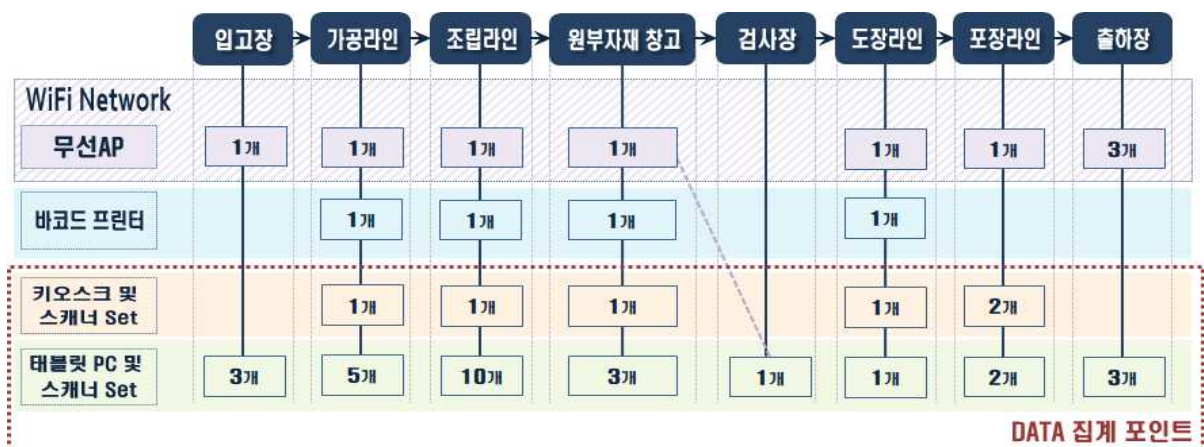 입고장 가공라인 조립라인 원부자재 창고 검사장 도장라인 포장라인 출하장
WiFi Network
무선AP 1개 1개 1개 1개 1개 1개 3개
바코드 프린터 1개 1개 1개 1개
키오스크 및
스캐너 Set 1개 1개 1개 1개 2개
태블릿 PC 및
스캐너 Set 3개 5개 10개 3개 1개 1개 2개 3개
DATA 집계 포인트